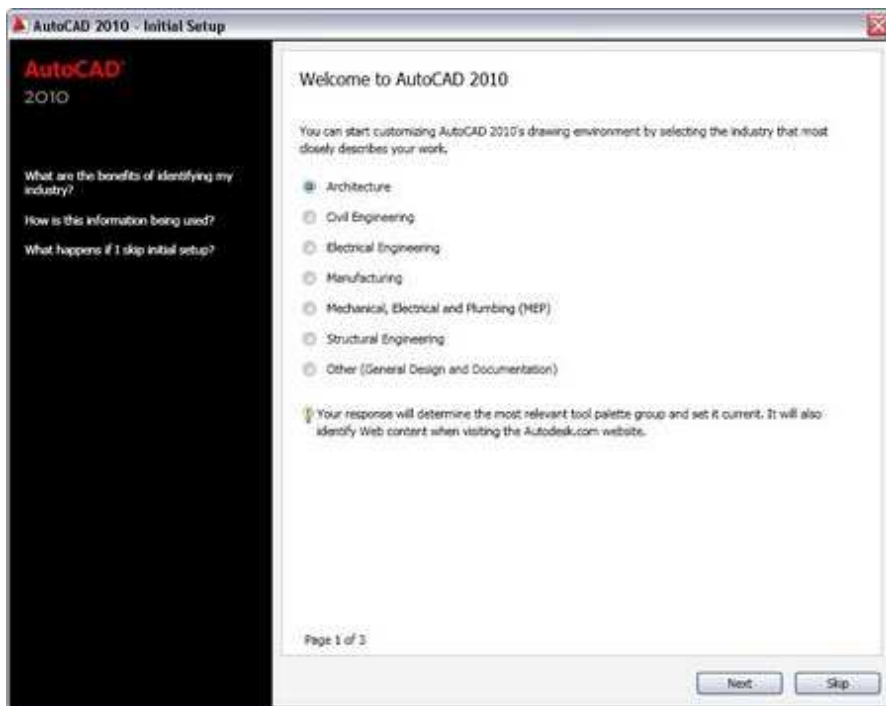 AutoCAD 2010 - Initial Setup
AutoCAD
2010
What are the benefits of identifying my
industry?
How is this information being used?
What happens if I skip initial setup?
Welcome to AutoCAD 2010
You can start customizing AutoCAD 2010's drawing environment by selecting the industry that most
closely describes your work.
Architecture
Civil Engineering
Electrical Engineering
Manufacturing
Mechanical, Electrical and Plumbing (MEP)
Structural Engineering
Other (General Design and Documentation)
Your response will determine the most relevant tool palette group and set it current. It will also
identify Web content when visiting the Autodesk.com website.
Page 1 of 3
Next
Skip